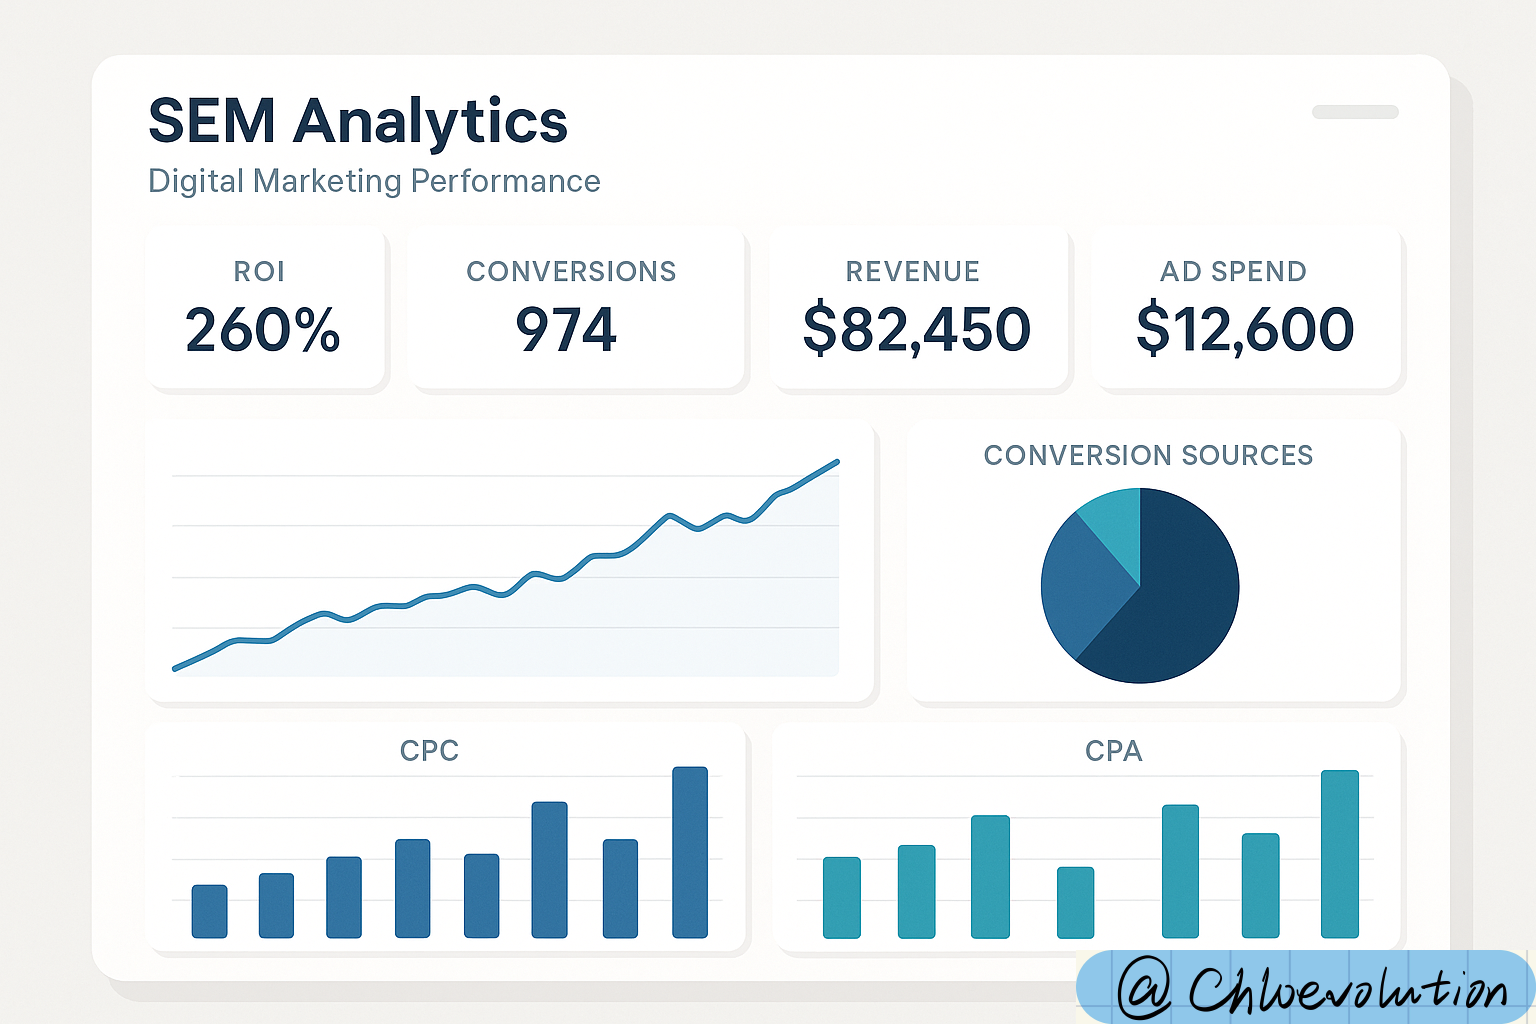 SEM Analytics
Digital Marketing Performance
ROI
260%
CONVERSIONS
974
REVENUE
$82,450
AD SPEND
$12,600
CONVERSION SOURCES
CPC
CPA
@ Chloevolution